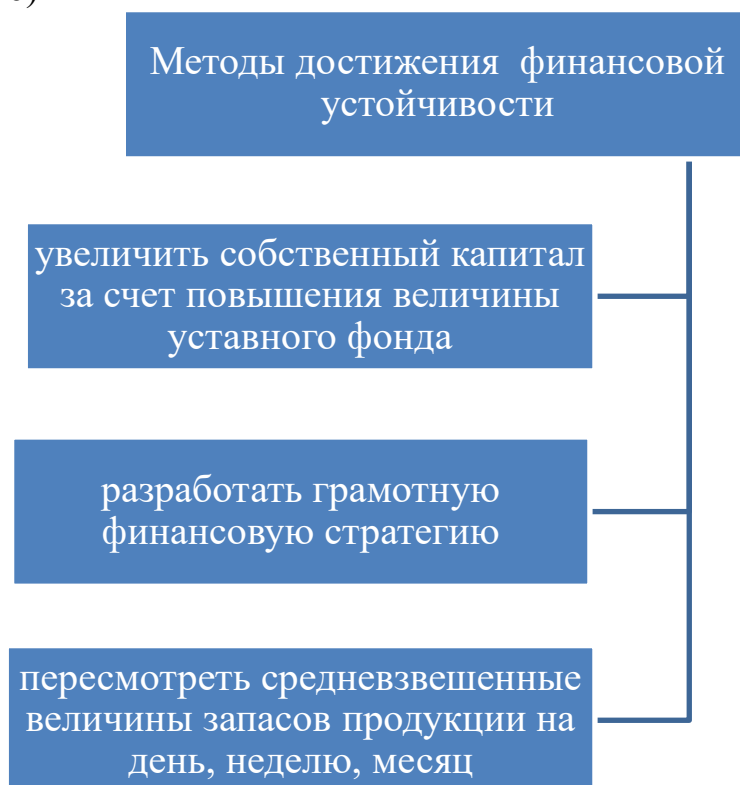 Методы достижения финансовой
устойчивости
увеличить собственный капитал
за счет повышения величины
уставного фонда
разработать грамотную
финансовую стратегию
пересмотреть средневзвешенные
величины запасов продукции на
день, неделю, месяц